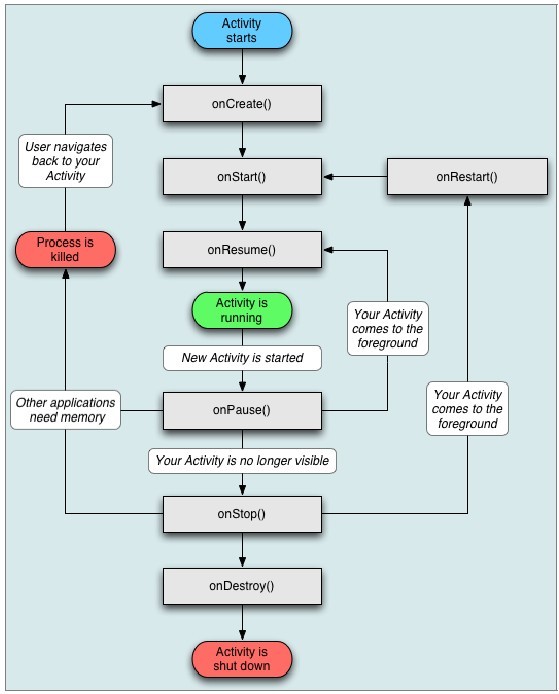 Activity
starts
onCreate()
User navigates
back to your
Activity
onStart()
onRestart()
onResume()
Process is
killed
Activity is
running
Your Activity
comes to the
foreground
New Activity is started
Other applications
need memory
onPause()
Your Activity
comes to the
foreground
Your Activity is no longer visible
onStop()
onDestroy()
Activity is
shut down